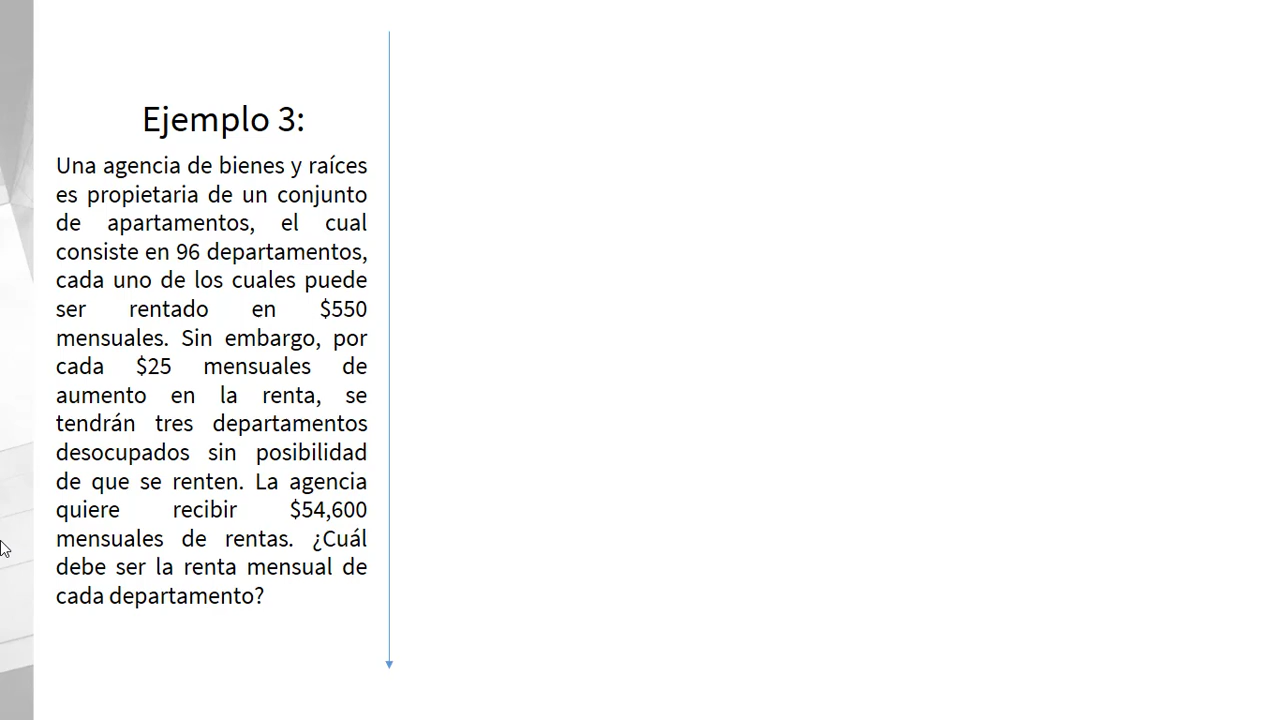 Ejemplo 3:
Una agencia de bienes y raíces
es propietaria de un conjunto
de apartamentos, el cual
consiste en 96 departamentos,
cada uno de los cuales puede
ser rentado en $550
mensuales. Sin embargo, por
cada $25 mensuales de
aumento en la renta, se
tendrán tres departamentos
desocupados sin posibilidad
de que se renten. La agencia
quiere recibir $54,600
mensuales de rentas. ¿Cuál
debe ser la renta mensual de
cada departamento?